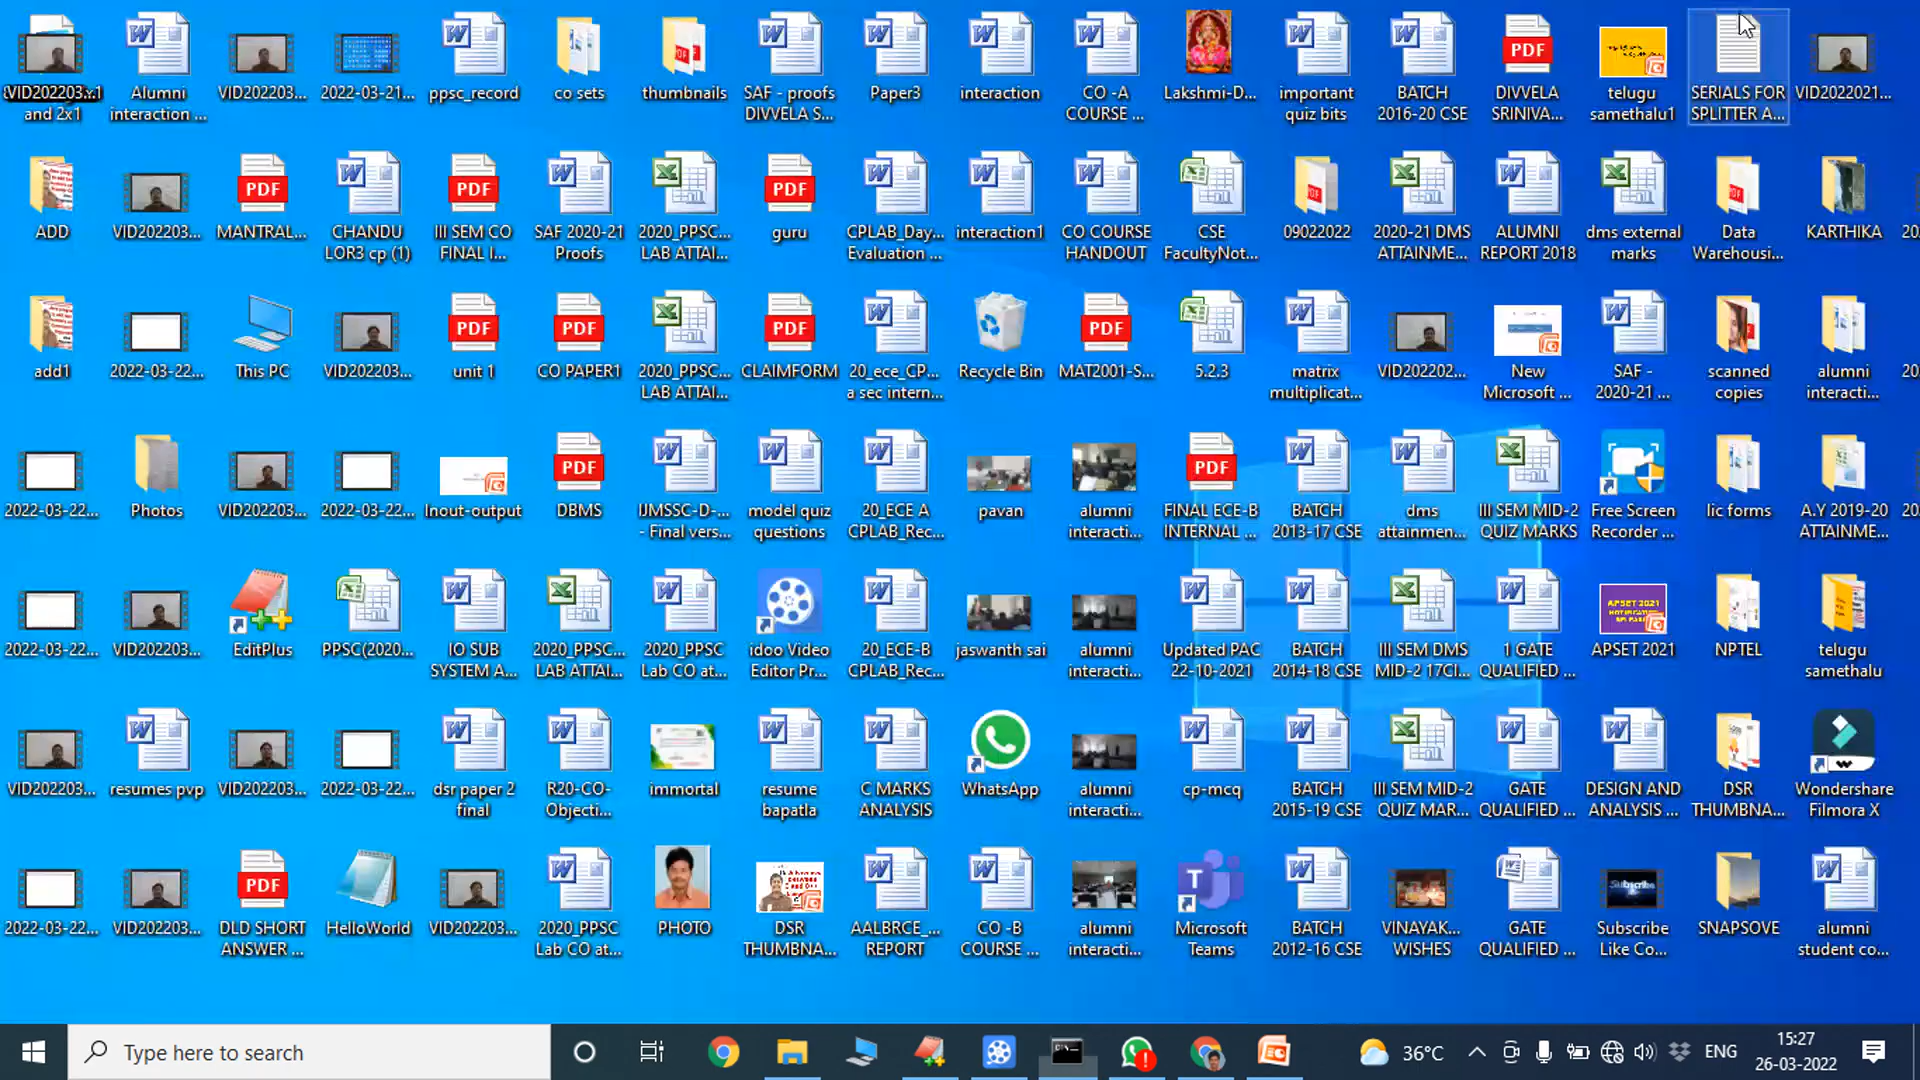 VID202203...1 and 2x1
Alumni interaction ...
VID202203...
2022-03-21...
ppsc_record
co sets
thumbnails
SAF - proofs DIVVELA S...
Paper3
interaction
CO -A COURSE ...
Lakshmi-D...
important quiz bits
BATCH 2016-20 CSE
DIVVELA SRINIVA...
telugu samethalu1
SERIALS FOR SPLITTER A...
VID2022021...
ADD
VID202203...
MANTRAL...
CHANDU LOR3 cp (1)
III SEM CO FINAL I...
SAF 2020-21 Proofs
2020_PPSC... LAB ATTAI...
guru
CPLAB_Day... Evaluation ...
interaction1
CO COURSE HANDOUT
CSE FacultyNot...
09022022
2020-21 DMS ATTAINME...
ALUMNI REPORT 2018
dms external marks
Data Warehousi...
KARTHIKA
add1
2022-03-22...
This PC
VID202203...
unit 1
CO PAPER1
2020_PPSC... LAB ATTAI...
CLAIMFORM
20_ece_CP... a sec intern...
Recycle Bin
MAT2001-S...
5.2.3
matrix multiplicat...
VID202202...
New Microsoft ...
SAF - 2020-21 ...
scanned copies
alumni interacti...
2022-03-22...
Photos
VID202203...
2022-03-22...
Inout-output
DBMS
IJMSSC-D-... - Final vers...
model quiz questions
20_ECE A CPLAB_Rec...
pavan
alumni interacti...
FINAL ECE-B INTERNAL ...
BATCH 2013-17 CSE
dms attainmen...
III SEM MID-2 QUIZ MARKS
Free Screen Recorder ...
lic forms
A.Y 2019-20 ATTAINME...
2022-03-22...
VID202203...
EditPlus
PPSC(2020...
IO SUB SYSTEM A...
2020_PPSC... LAB ATTAI...
2020_PPSC Lab CO at...
idoo Video Editor Pr...
20_ECE-B CPLAB_Rec...
jaswanth sai
alumni interacti...
Updated PAC 22-10-2021
BATCH 2014-18 CSE
III SEM DMS MID-2 17CI...
1 GATE QUALIFIED ...
APSET 2021
NPTEL
telugu samethalu
VID202203...
resumes pvp
VID202203...
2022-03-22...
dsr paper 2 final
R20-CO-Objecti...
immortal
resume bapatla
C MARKS ANALYSIS
WhatsApp
alumni interacti...
cp-mcq
BATCH 2015-19 CSE
III SEM MID-2 QUIZ MAR...
GATE QUALIFIED ...
DESIGN AND ANALYSIS ...
DSR THUMBNA...
Wondershare Filmora X
2022-03-22...
VID202203...
DLD SHORT ANSWER ...
HelloWorld
VID202203...
2020_PPSC Lab CO at...
PHOTO
DSR THUMBNA...
AALBRCE_... REPORT
CO -B COURSE ...
alumni interacti...
Microsoft Teams
BATCH 2012-16 CSE
VINAYAK... WISHES
GATE QUALIFIED ...
Subscribe Like Co...
SNAPSOVE
alumni student co...
Type here to search
36°C
ENG
15:27
26-03-2022